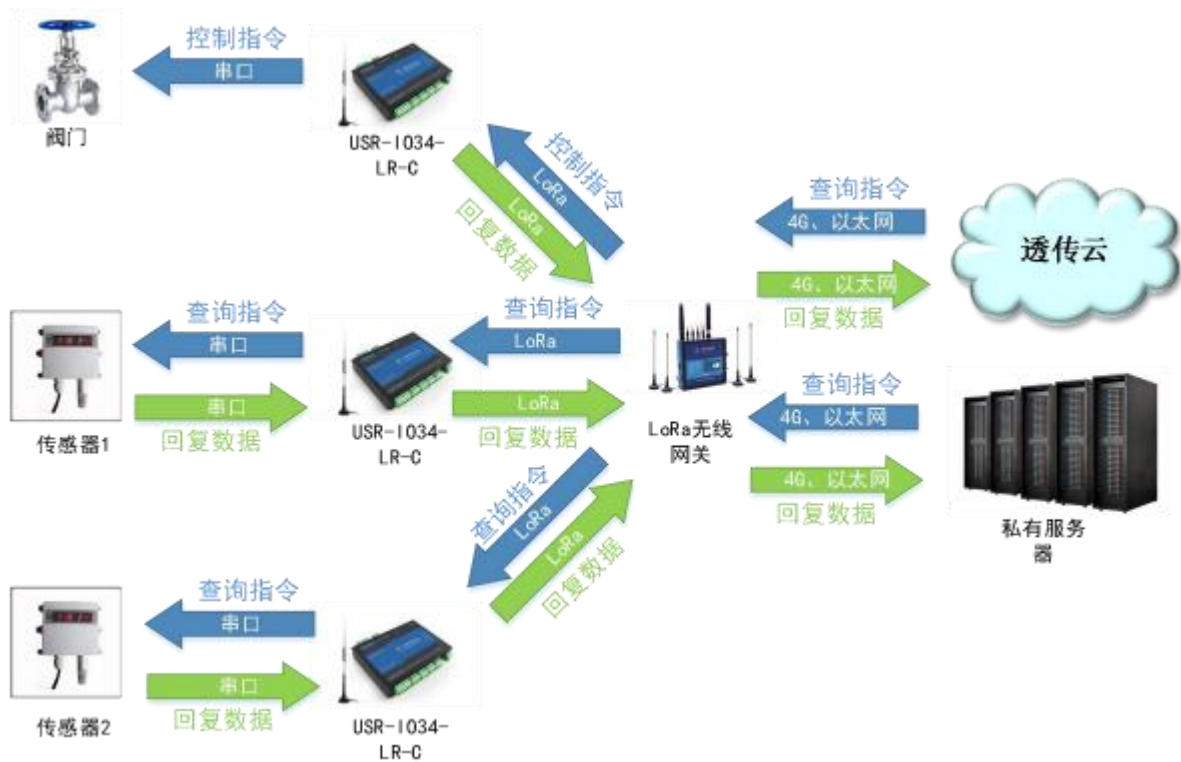 控制指令
串口
阀门
USR-IO34-
LR-C
控制指令
LoRa
LoRa
回复数据
查询指令
4G、以太网
透传云
4G、以太网
回复数据
查询指令
串口
串口
回复数据
传感器1
USR-IO34-
LR-C
查询指令
LoRa
LoRa
回复数据
LoRa无线
网关
查询指令
4G、以太网
4G、以太网
回复数据
私有服务
器
查询指令
LoRa
LoRa
回复数据
查询指令
串口
串口
回复数据
传感器2
USR-IO34-
LR-C